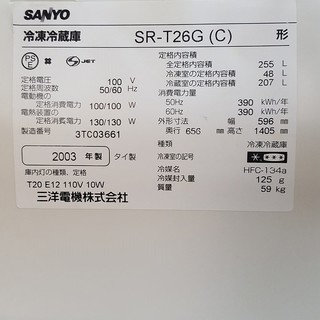 SANYO
冷凍冷蔵庫 SR-T26G (C) 形
PS E JET
定格内容積
全定格内容積 255 L
冷凍室の定格内容積 48 L
冷蔵室の定格内容積 207 L
定格電圧 100 V
定格周波数 50/60 Hz
電動機の
定格消費電力 100/100 W
電熱装置の
定格消費電力 130/130 W
製造番号 3TC03661
消費電力量
50Hz 390 kWh/年
60Hz 390 kWh/年
外形寸法 幅 596 mm
奥行 656 mm 高さ 1405 mm
2003 年製 タイ製
種類 冷凍冷蔵庫
冷凍室の記号
庫内灯の種類、定格
T20 E12 110V 10W
冷媒名 HFC-134a
冷媒封入量 125 g
質量 59 kg
三洋電機株式会社